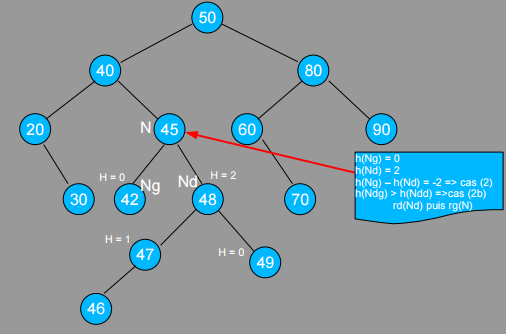 50
40
80
20
N 45
60
90
h(Ng) = 0
h(Nd) = 2
h(Ng) – h(Nd) = -2 => cas (2)
h(Ndg) > h(Ndd) =>cas (2b)
rd(Nd) puis rg(N)
H = 0
Ng
Nd
H = 2
30
42
48
70
H = 1
47
H = 0
49
46